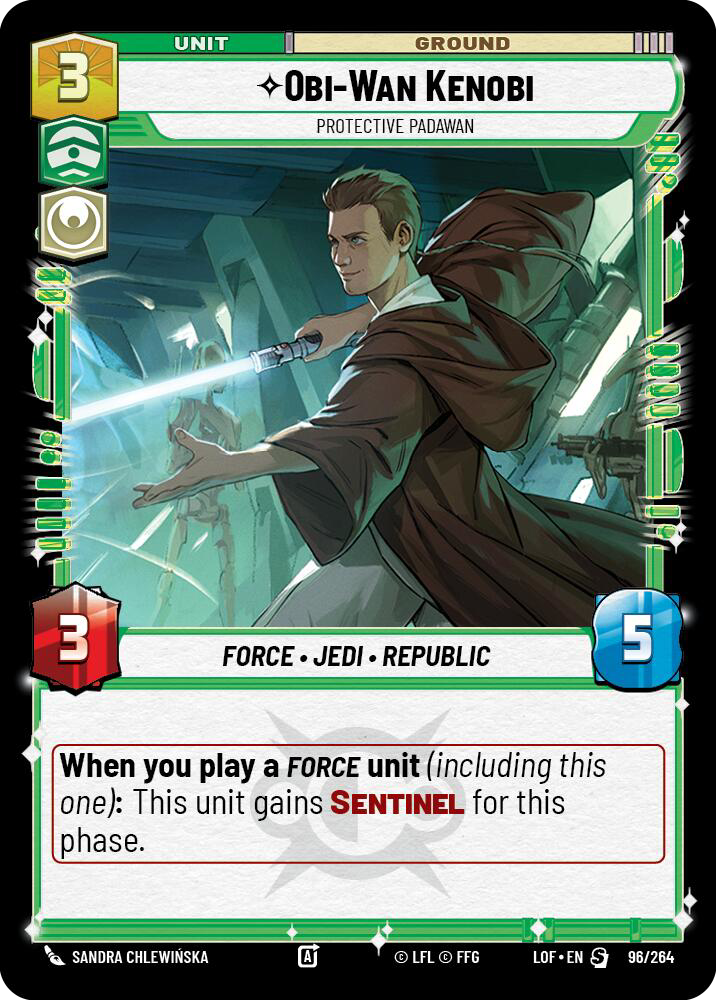 UNIT
GROUND
3
OBI-WAN KENOBI
PROTECTIVE PADAWAN
3
FORCE • JEDI • REPUBLIC
5
When you play a FORCE unit (including this
one): This unit gains SENTINEL for this
phase.
SANDRA CHLEWIŃSKA
A
© LFL © FFG
LOF • EN
S
96/264